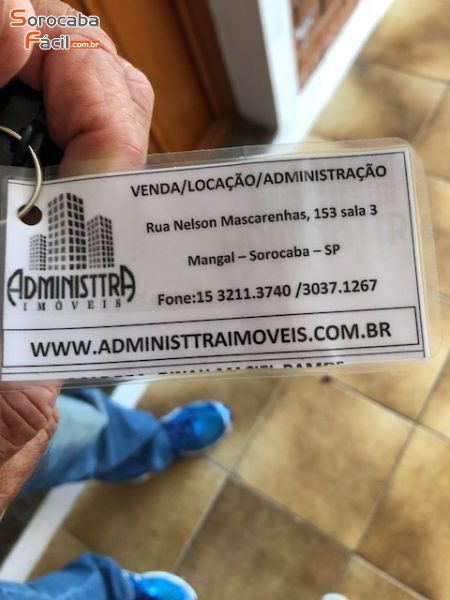 Sorocaba
Fácil.com.br
VENDA/LOCAÇÃO/ADMINISTRAÇÃO
Rua Nelson Mascarenhas, 153 sala 3
Mangal – Sorocaba – SP
Fone:15 3211.3740 /3037.1267
ADMINISTTRA
IMÓVEIS
WWW.ADMINISTTRAIMOVEIS.COM.BR